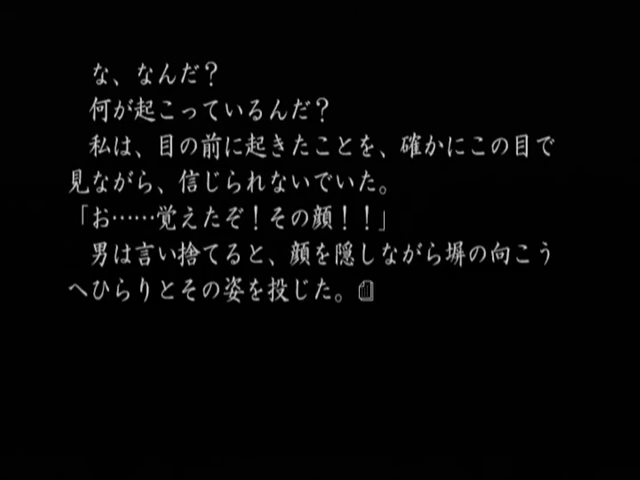 な、なんだ？
何が起こっているんだ？
私は、目の前に起きたことを、確かにこの目で
見ながら、信じられないでいた。
「お……覚えたぞ！その顔！！」
男は言い捨てると、顔を隠しながら塀の向こう
へひらりとその姿を投じた。